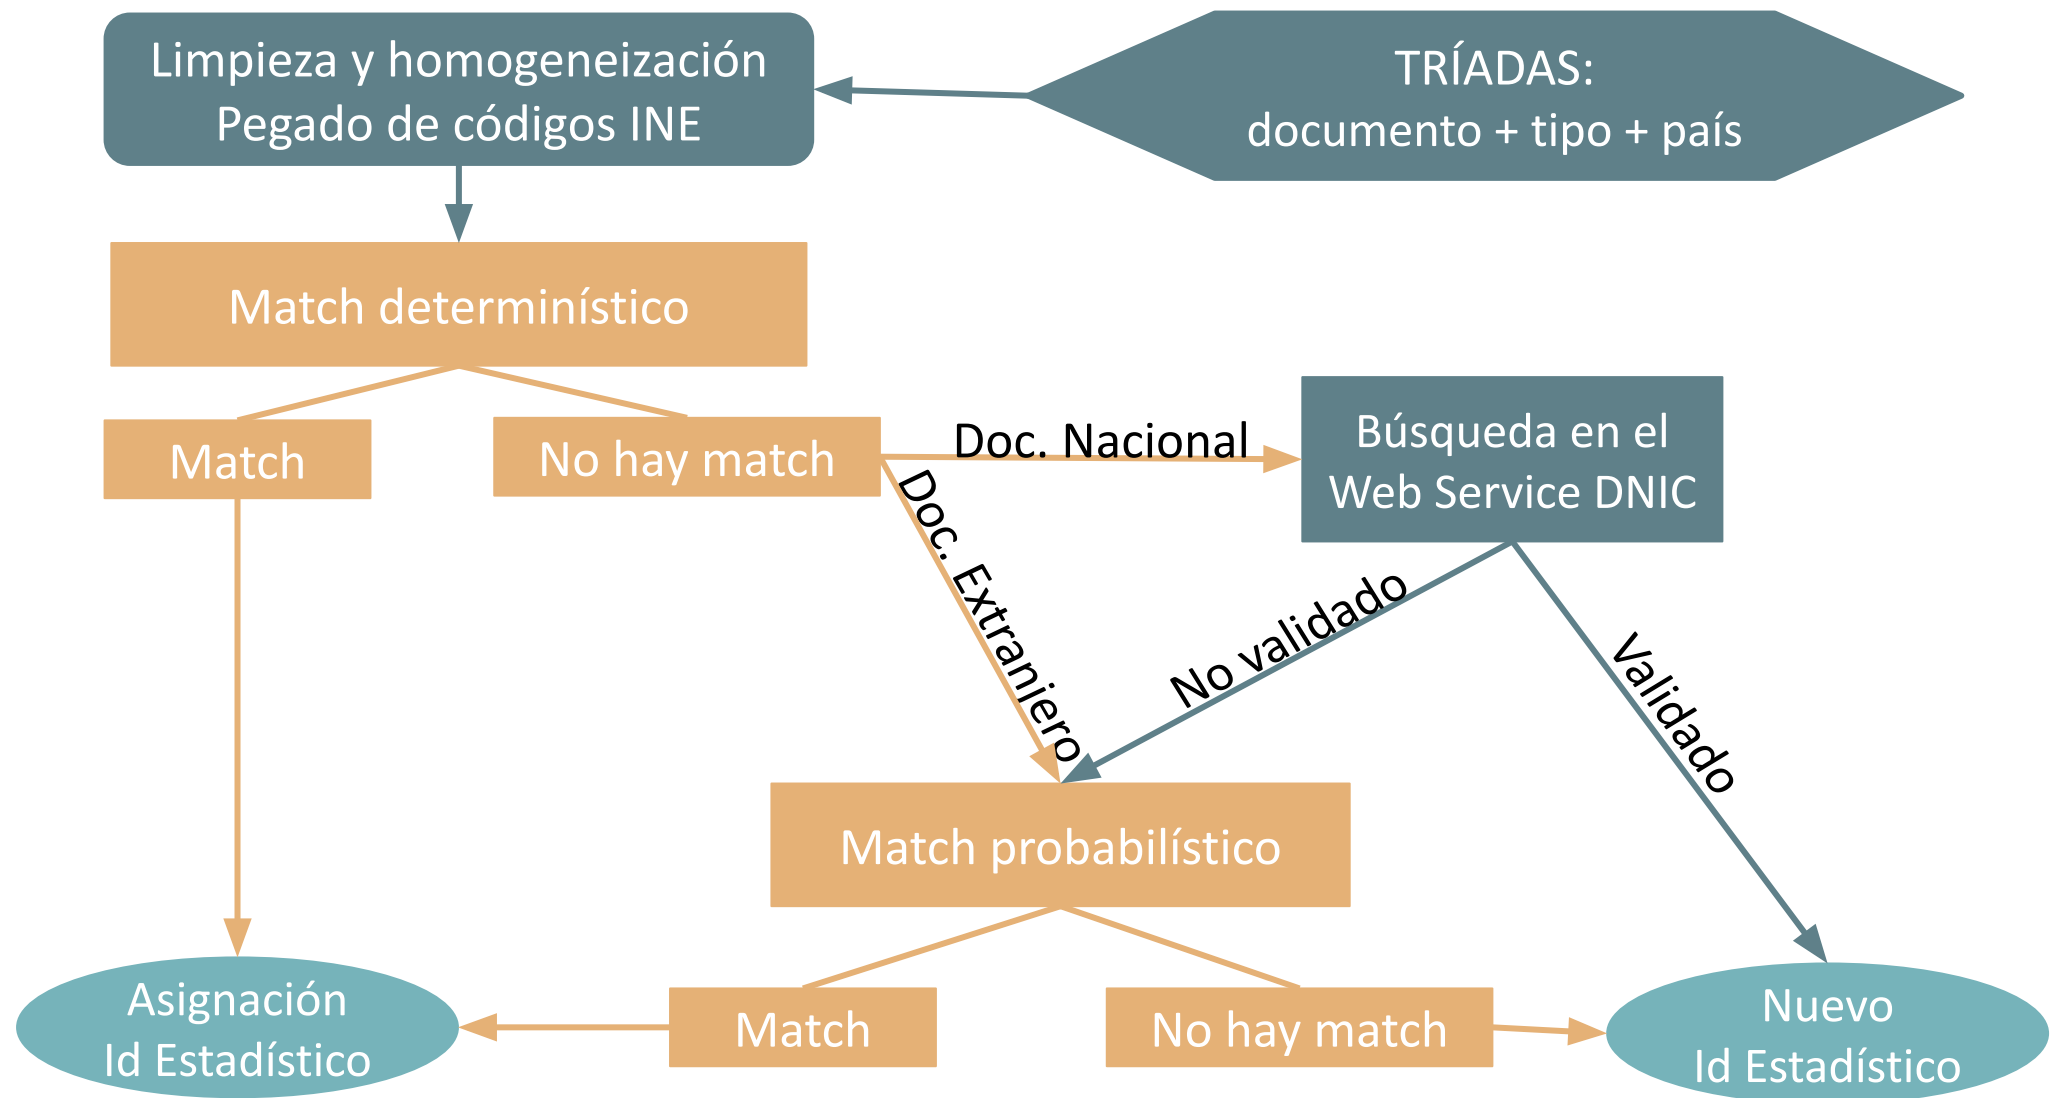 Limpieza y homogeneización
Pegado de códigos INE
TRÍADAS:
documento + tipo + país
Match determinístico
Match
No hay match
Doc. Nacional
Búsqueda en el
Web Service DNIC
Doc. Extranjero
No validado
Validado
Match probabilístico
Asignación
Id Estadístico
Match
No hay match
Nuevo
Id Estadístico